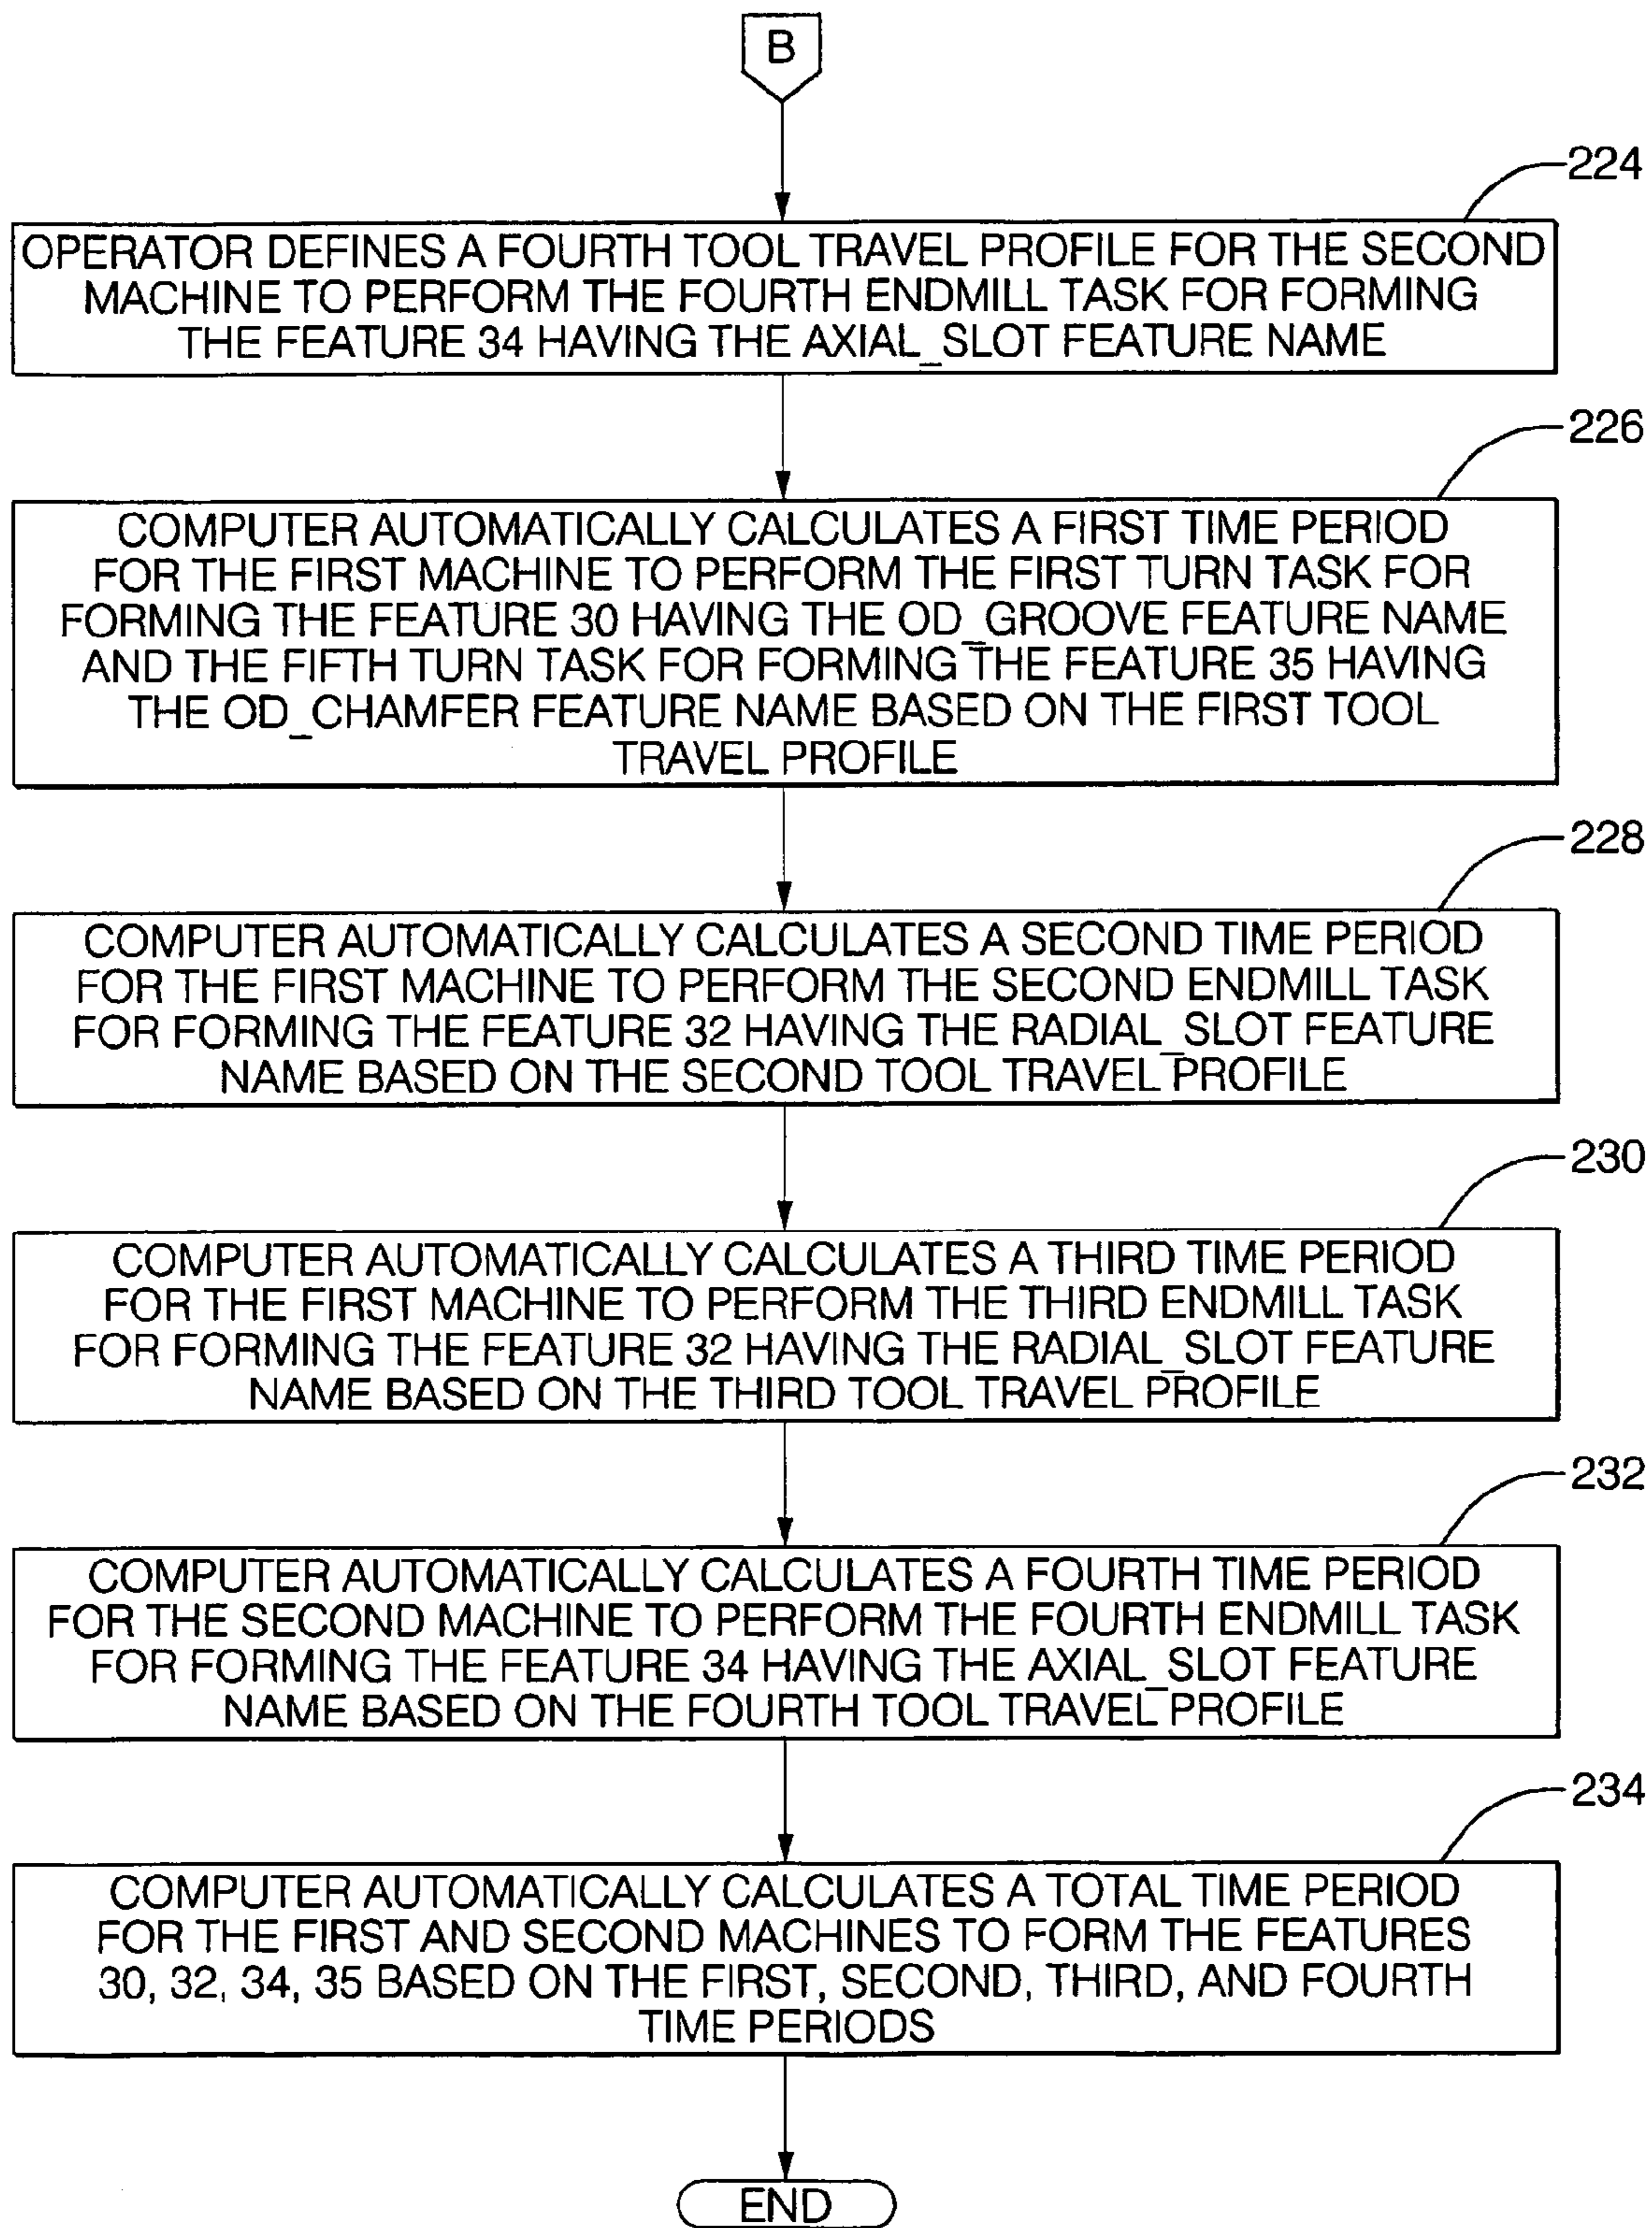 B
224
OPERATOR DEFINES A FOURTH TOOL TRAVEL PROFILE FOR THE SECOND
MACHINE TO PERFORM THE FOURTH ENDMILL TASK FOR FORMING
THE FEATURE 34 HAVING THE AXIAL_SLOT FEATURE NAME
226
COMPUTER AUTOMATICALLY CALCULATES A FIRST TIME PERIOD
FOR THE FIRST MACHINE TO PERFORM THE FIRST TURN TASK FOR
FORMING THE FEATURE 30 HAVING THE OD_GROOVE FEATURE NAME
AND THE FIFTH TURN TASK FOR FORMING THE FEATURE 35 HAVING
THE OD_CHAMFER FEATURE NAME BASED ON THE FIRST TOOL
TRAVEL PROFILE
228
COMPUTER AUTOMATICALLY CALCULATES A SECOND TIME PERIOD
FOR THE FIRST MACHINE TO PERFORM THE SECOND ENDMILL TASK
FOR FORMING THE FEATURE 32 HAVING THE RADIAL_SLOT FEATURE
NAME BASED ON THE SECOND TOOL TRAVEL PROFILE
230
COMPUTER AUTOMATICALLY CALCULATES A THIRD TIME PERIOD
FOR THE FIRST MACHINE TO PERFORM THE THIRD ENDMILL TASK
FOR FORMING THE FEATURE 32 HAVING THE RADIAL_SLOT FEATURE
NAME BASED ON THE THIRD TOOL TRAVEL PROFILE
232
COMPUTER AUTOMATICALLY CALCULATES A FOURTH TIME PERIOD
FOR THE SECOND MACHINE TO PERFORM THE FOURTH ENDMILL TASK
FOR FORMING THE FEATURE 34 HAVING THE AXIAL_SLOT FEATURE
NAME BASED ON THE FOURTH TOOL TRAVEL PROFILE
234
COMPUTER AUTOMATICALLY CALCULATES A TOTAL TIME PERIOD
FOR THE FIRST AND SECOND MACHINES TO FORM THE FEATURES
30, 32, 34, 35 BASED ON THE FIRST, SECOND, THIRD, AND FOURTH
TIME PERIODS
END